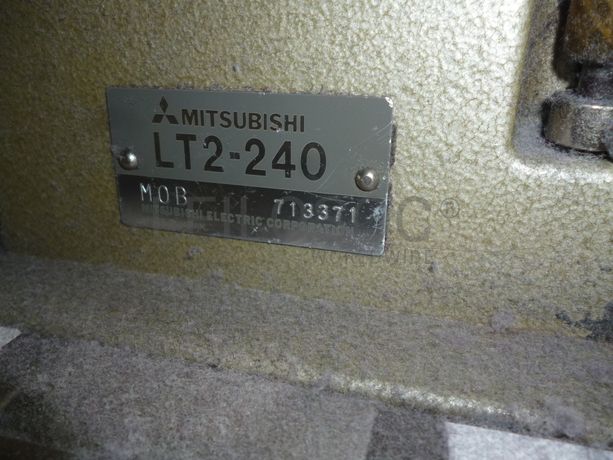 MITSUBISHI
LT2-240
MOB 713371
MITSUBISHI ELECTRIC CORPORATION